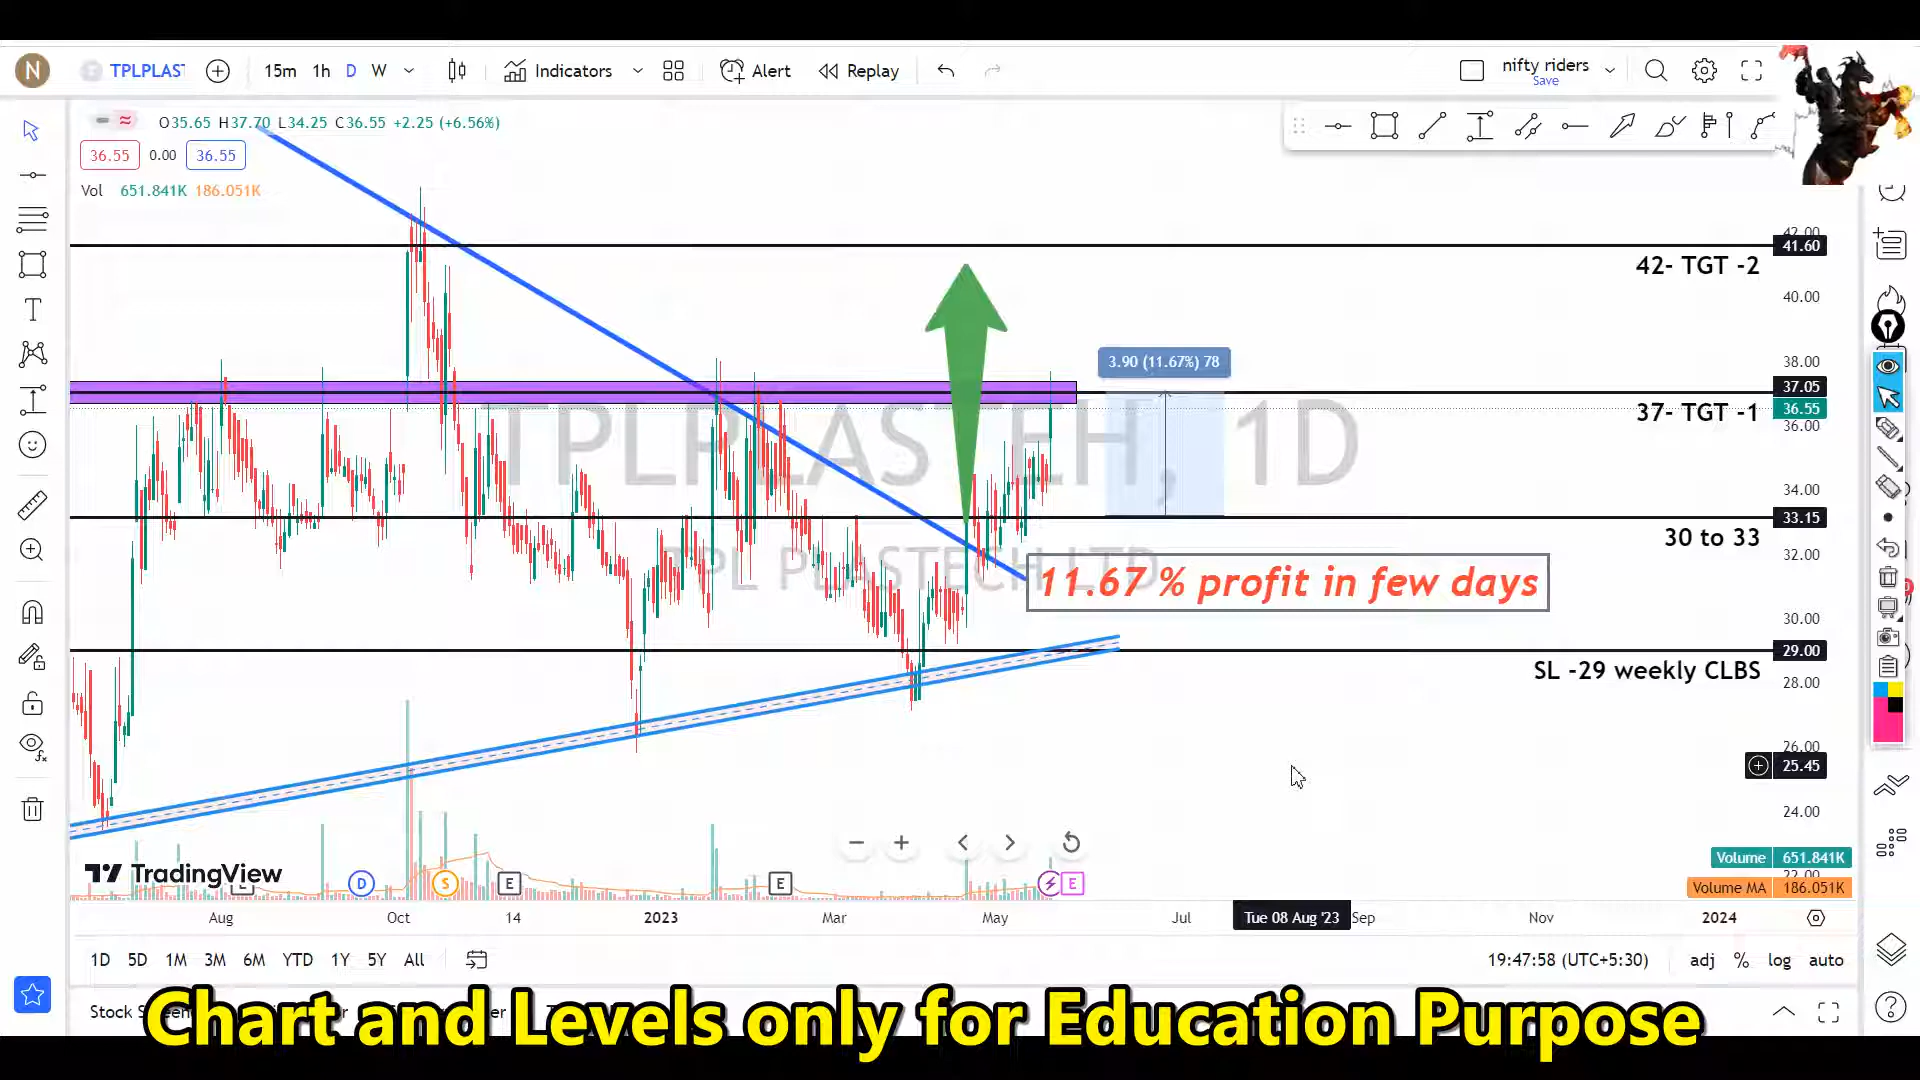 N TPLPLAST 15m 1h D W Indicators Alert Replay nifty riders
Save
O35.65 H37.70 L34.25 C36.55 +2.25 (+6.56%)
36.55 0.00 36.55
Vol 651.841K 186.051K
42.00
41.60
42- TGT -2
40.00
3.90 (11.67%) 78
38.00
37.05
36.55
37- TGT -1
36.00
TPLPLASTEH, 1D
34.00
33.15
30 to 33
32.00
TPL PLASTECH LTD
11.67 % profit in few days
30.00
29.00
SL -29 weekly CLBS
28.00
26.00
25.45
24.00
Volume 651.841K
TradingView
22.00
D S E E E
Volume MA 186.051K
Aug Oct 14 2023 Mar May Jul Tue 08 Aug '23 Sep Nov 2024
1D 5D 1M 3M 6M YTD 1Y 5Y All 19:47:58 (UTC+5:30) adj % log auto
Stock
Chart and Levels only for Education Purpose